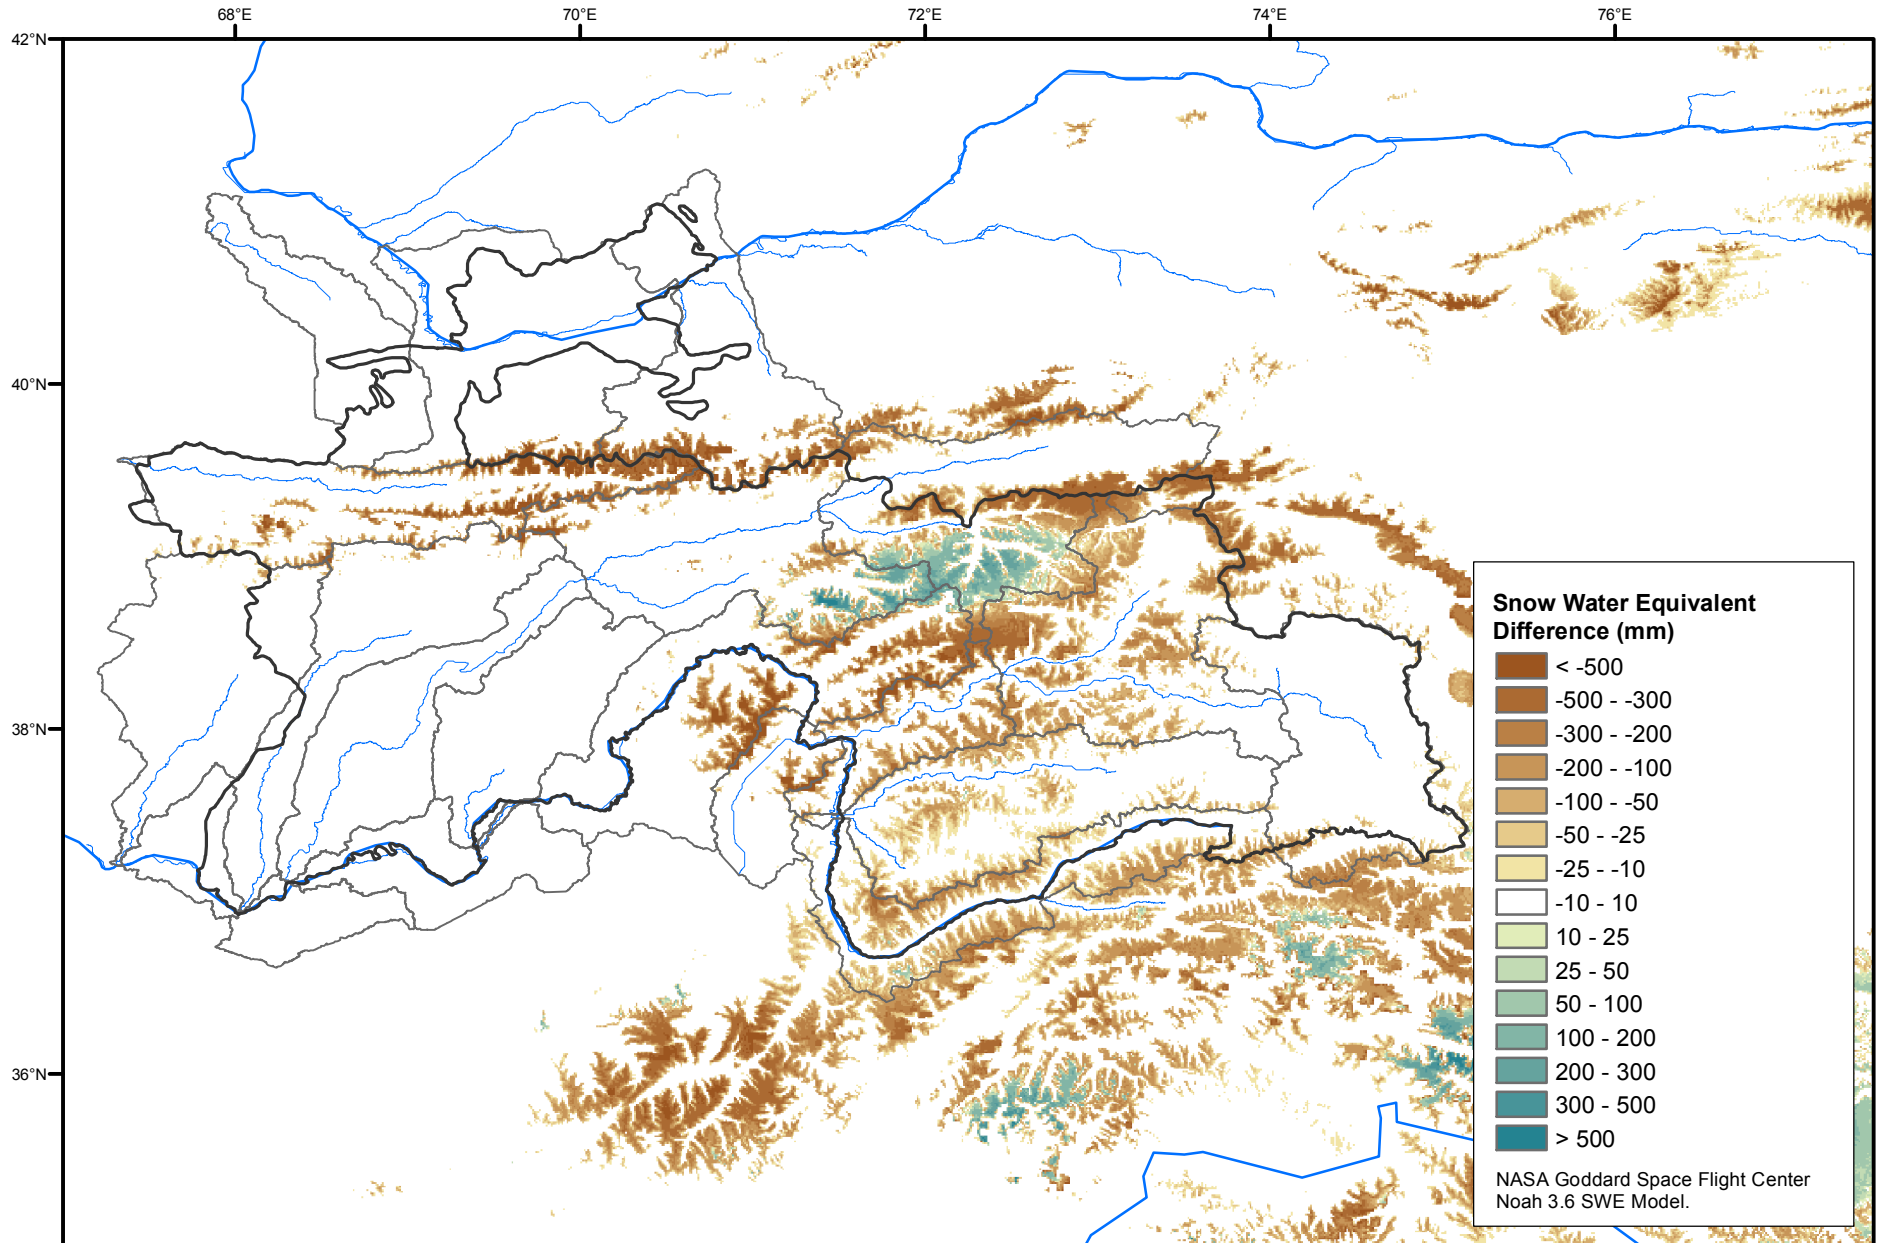 68°E 70°E 72°E 74°E 76°E
42°N
40°N
38°N
36°N
Snow Water Equivalent
Difference (mm)
< -500
-500 - -300
-300 - -200
-200 - -100
-100 - -50
-50 - -25
-25 - -10
-10 - 10
10 - 25
25 - 50
50 - 100
100 - 200
200 - 300
300 - 500
> 500
NASA Goddard Space Flight Center
Noah 3.6 SWE Model.